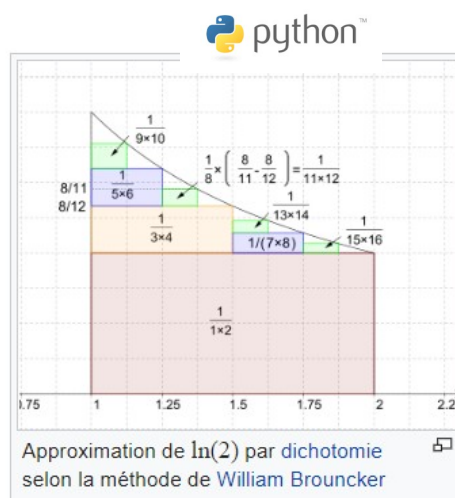 python™
1/(9×10)
1/8×(8/11-8/12)=1/(11×12)
8/11
8/12
1/(5×6)
1/(13×14)
1/(3×4)
1/(7×8)
1/(15×16)
1/(1×2)
0.75 1 1.25 1.5 1.75 2 2.2
Approximation de ln(2) par dichotomie
selon la méthode de William Brouncker